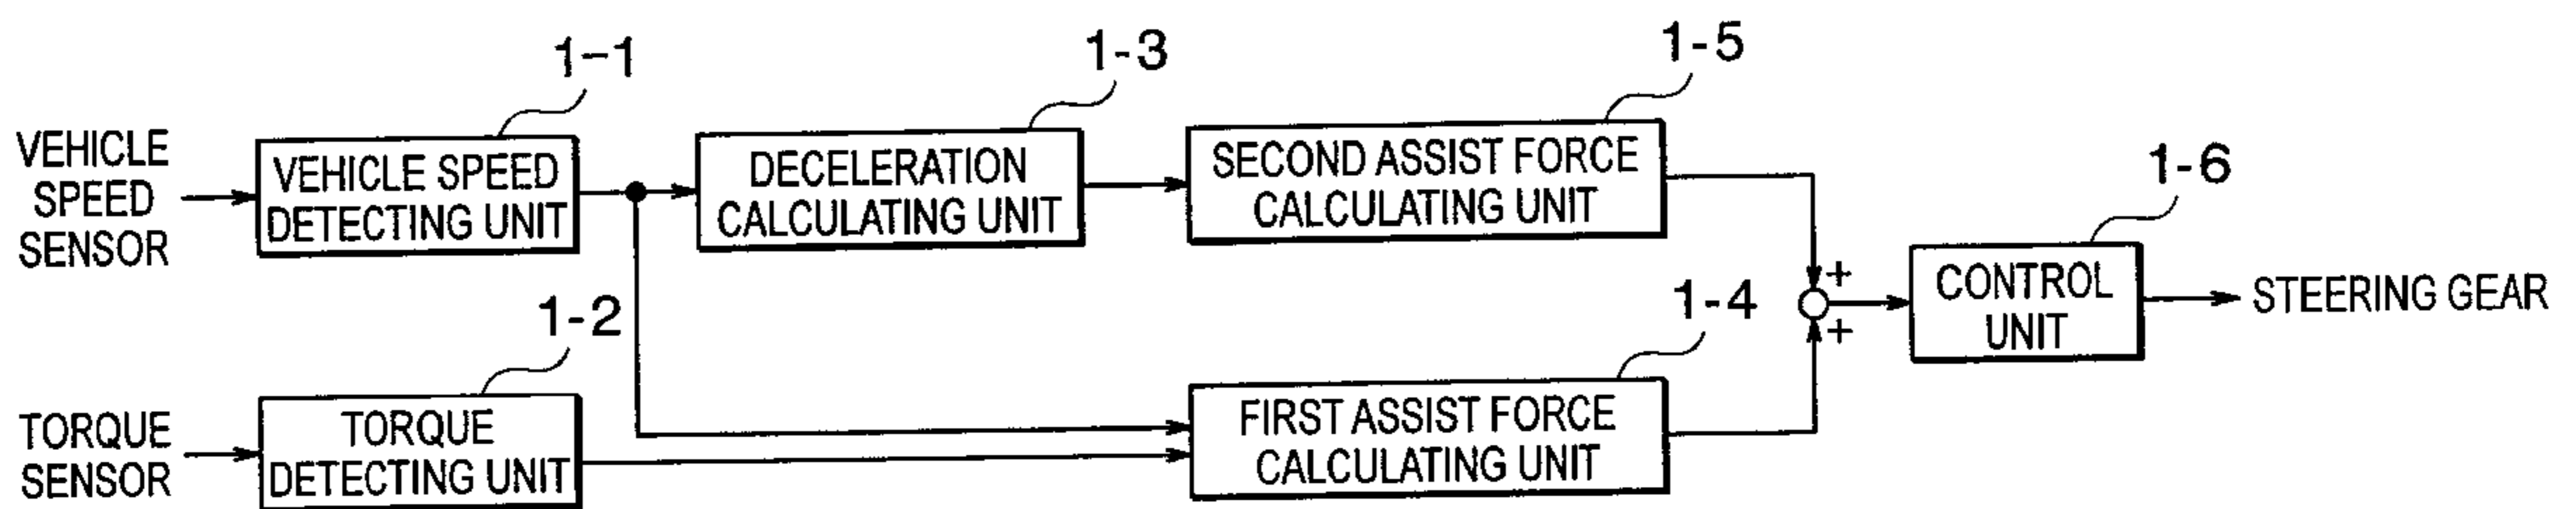 1-1
1-3
1-5
VEHICLE
SPEED
SENSOR
VEHICLE SPEED
DETECTING UNIT
DECELERATION
CALCULATING UNIT
SECOND ASSIST FORCE
CALCULATING UNIT
1-6
1-2
1-4
+
+
CONTROL
UNIT
STEERING GEAR
TORQUE
SENSOR
TORQUE
DETECTING UNIT
FIRST ASSIST FORCE
CALCULATING UNIT